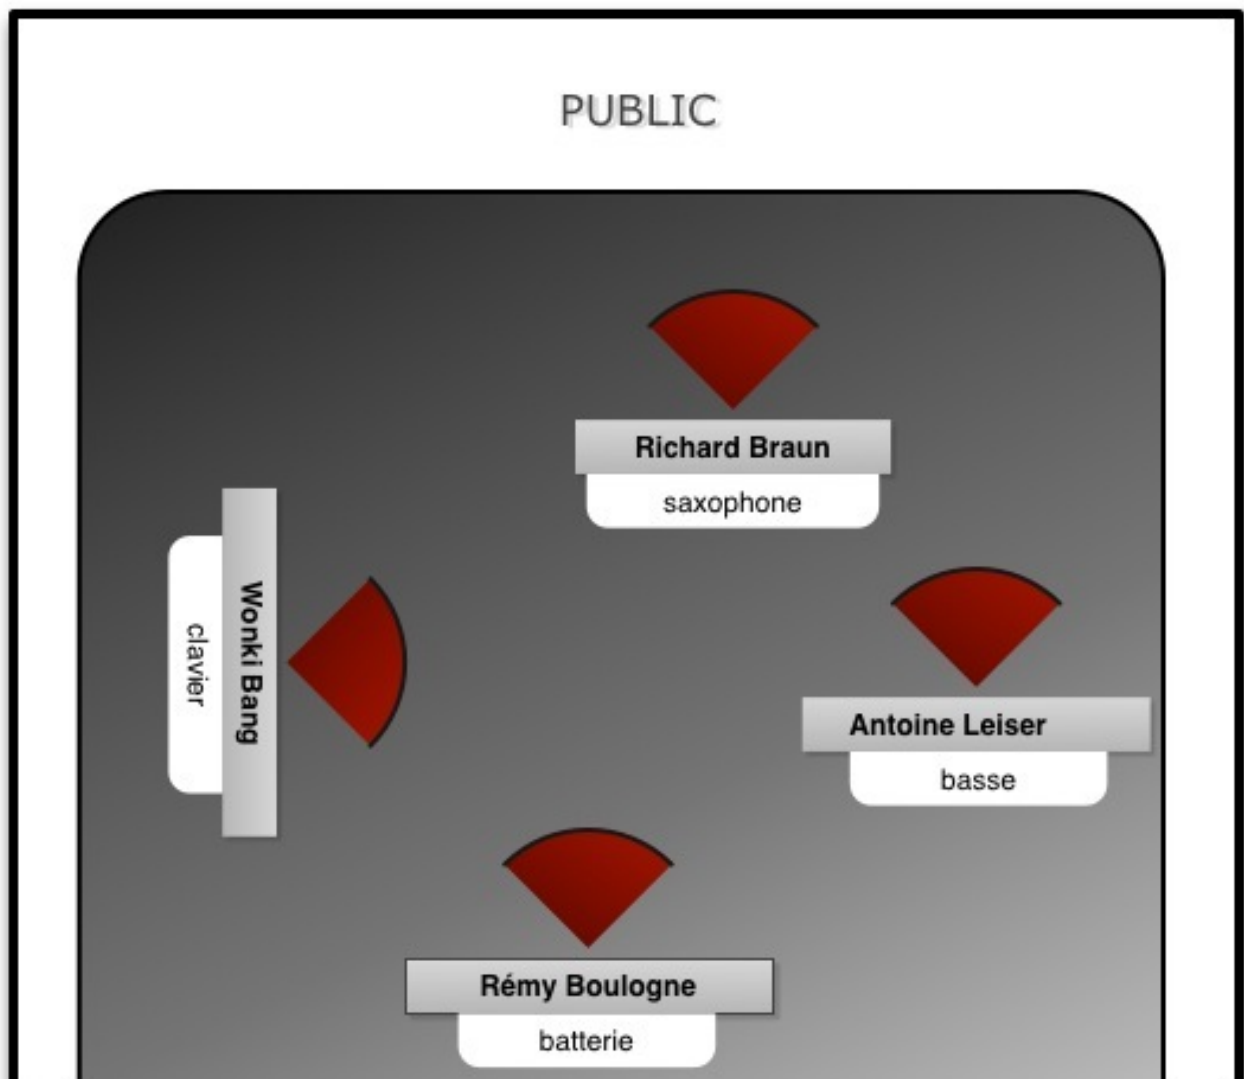 PUBLIC
Richard Braun
saxophone
Wonki Bang
clavier
Antoine Leiser
basse
Rémy Boulogne
batterie